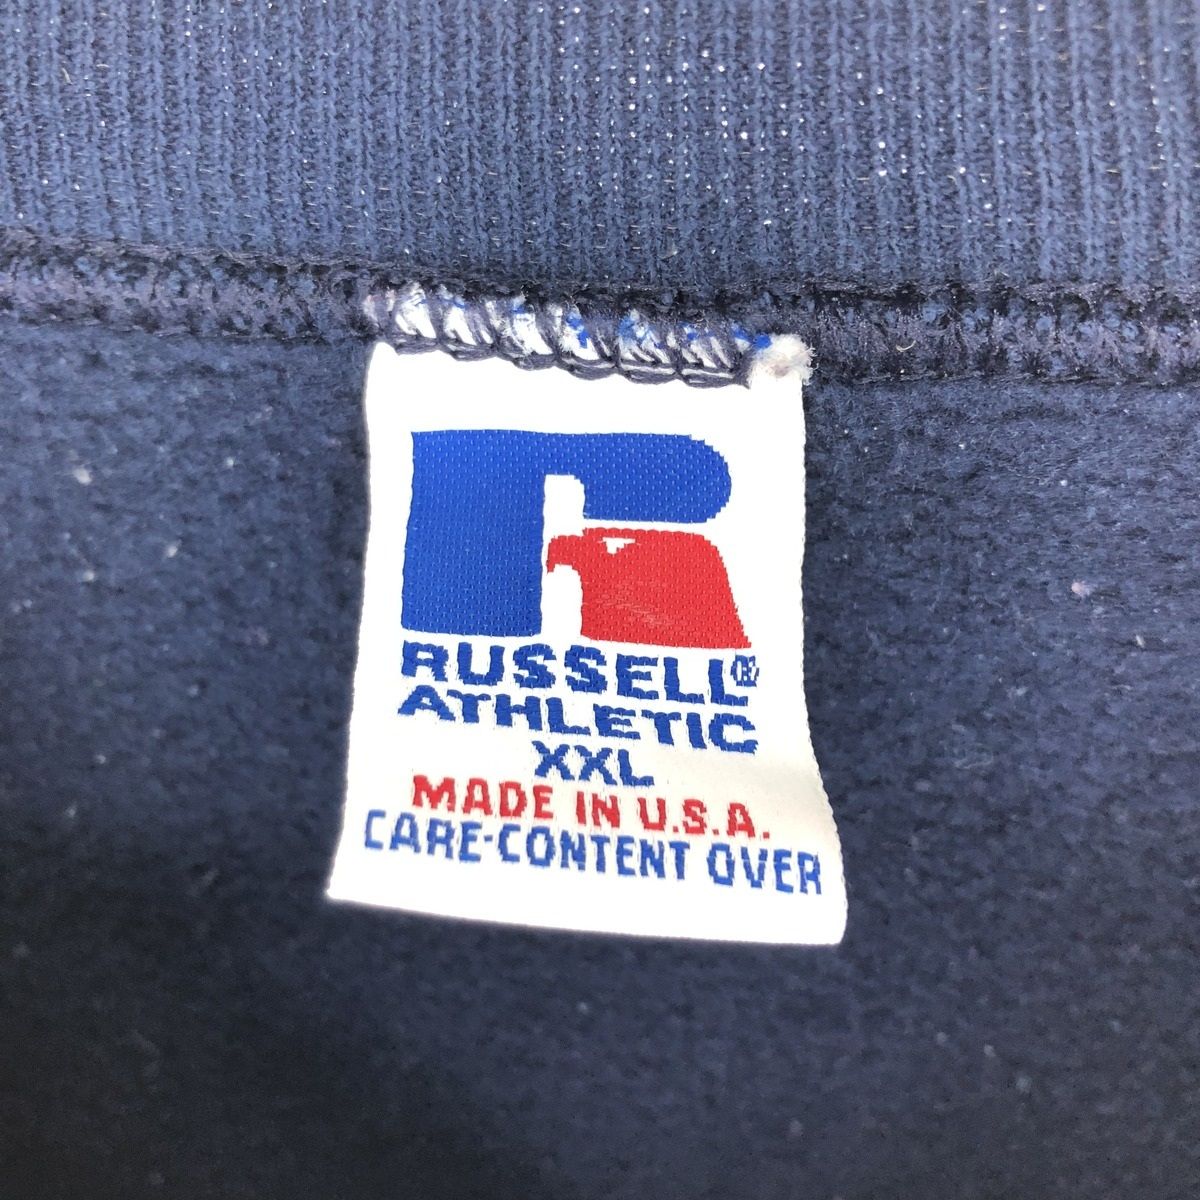 RUSSELL®
ATHLETIC
XXL
MADE IN U.S.A.
CARE-CONTENT OVER